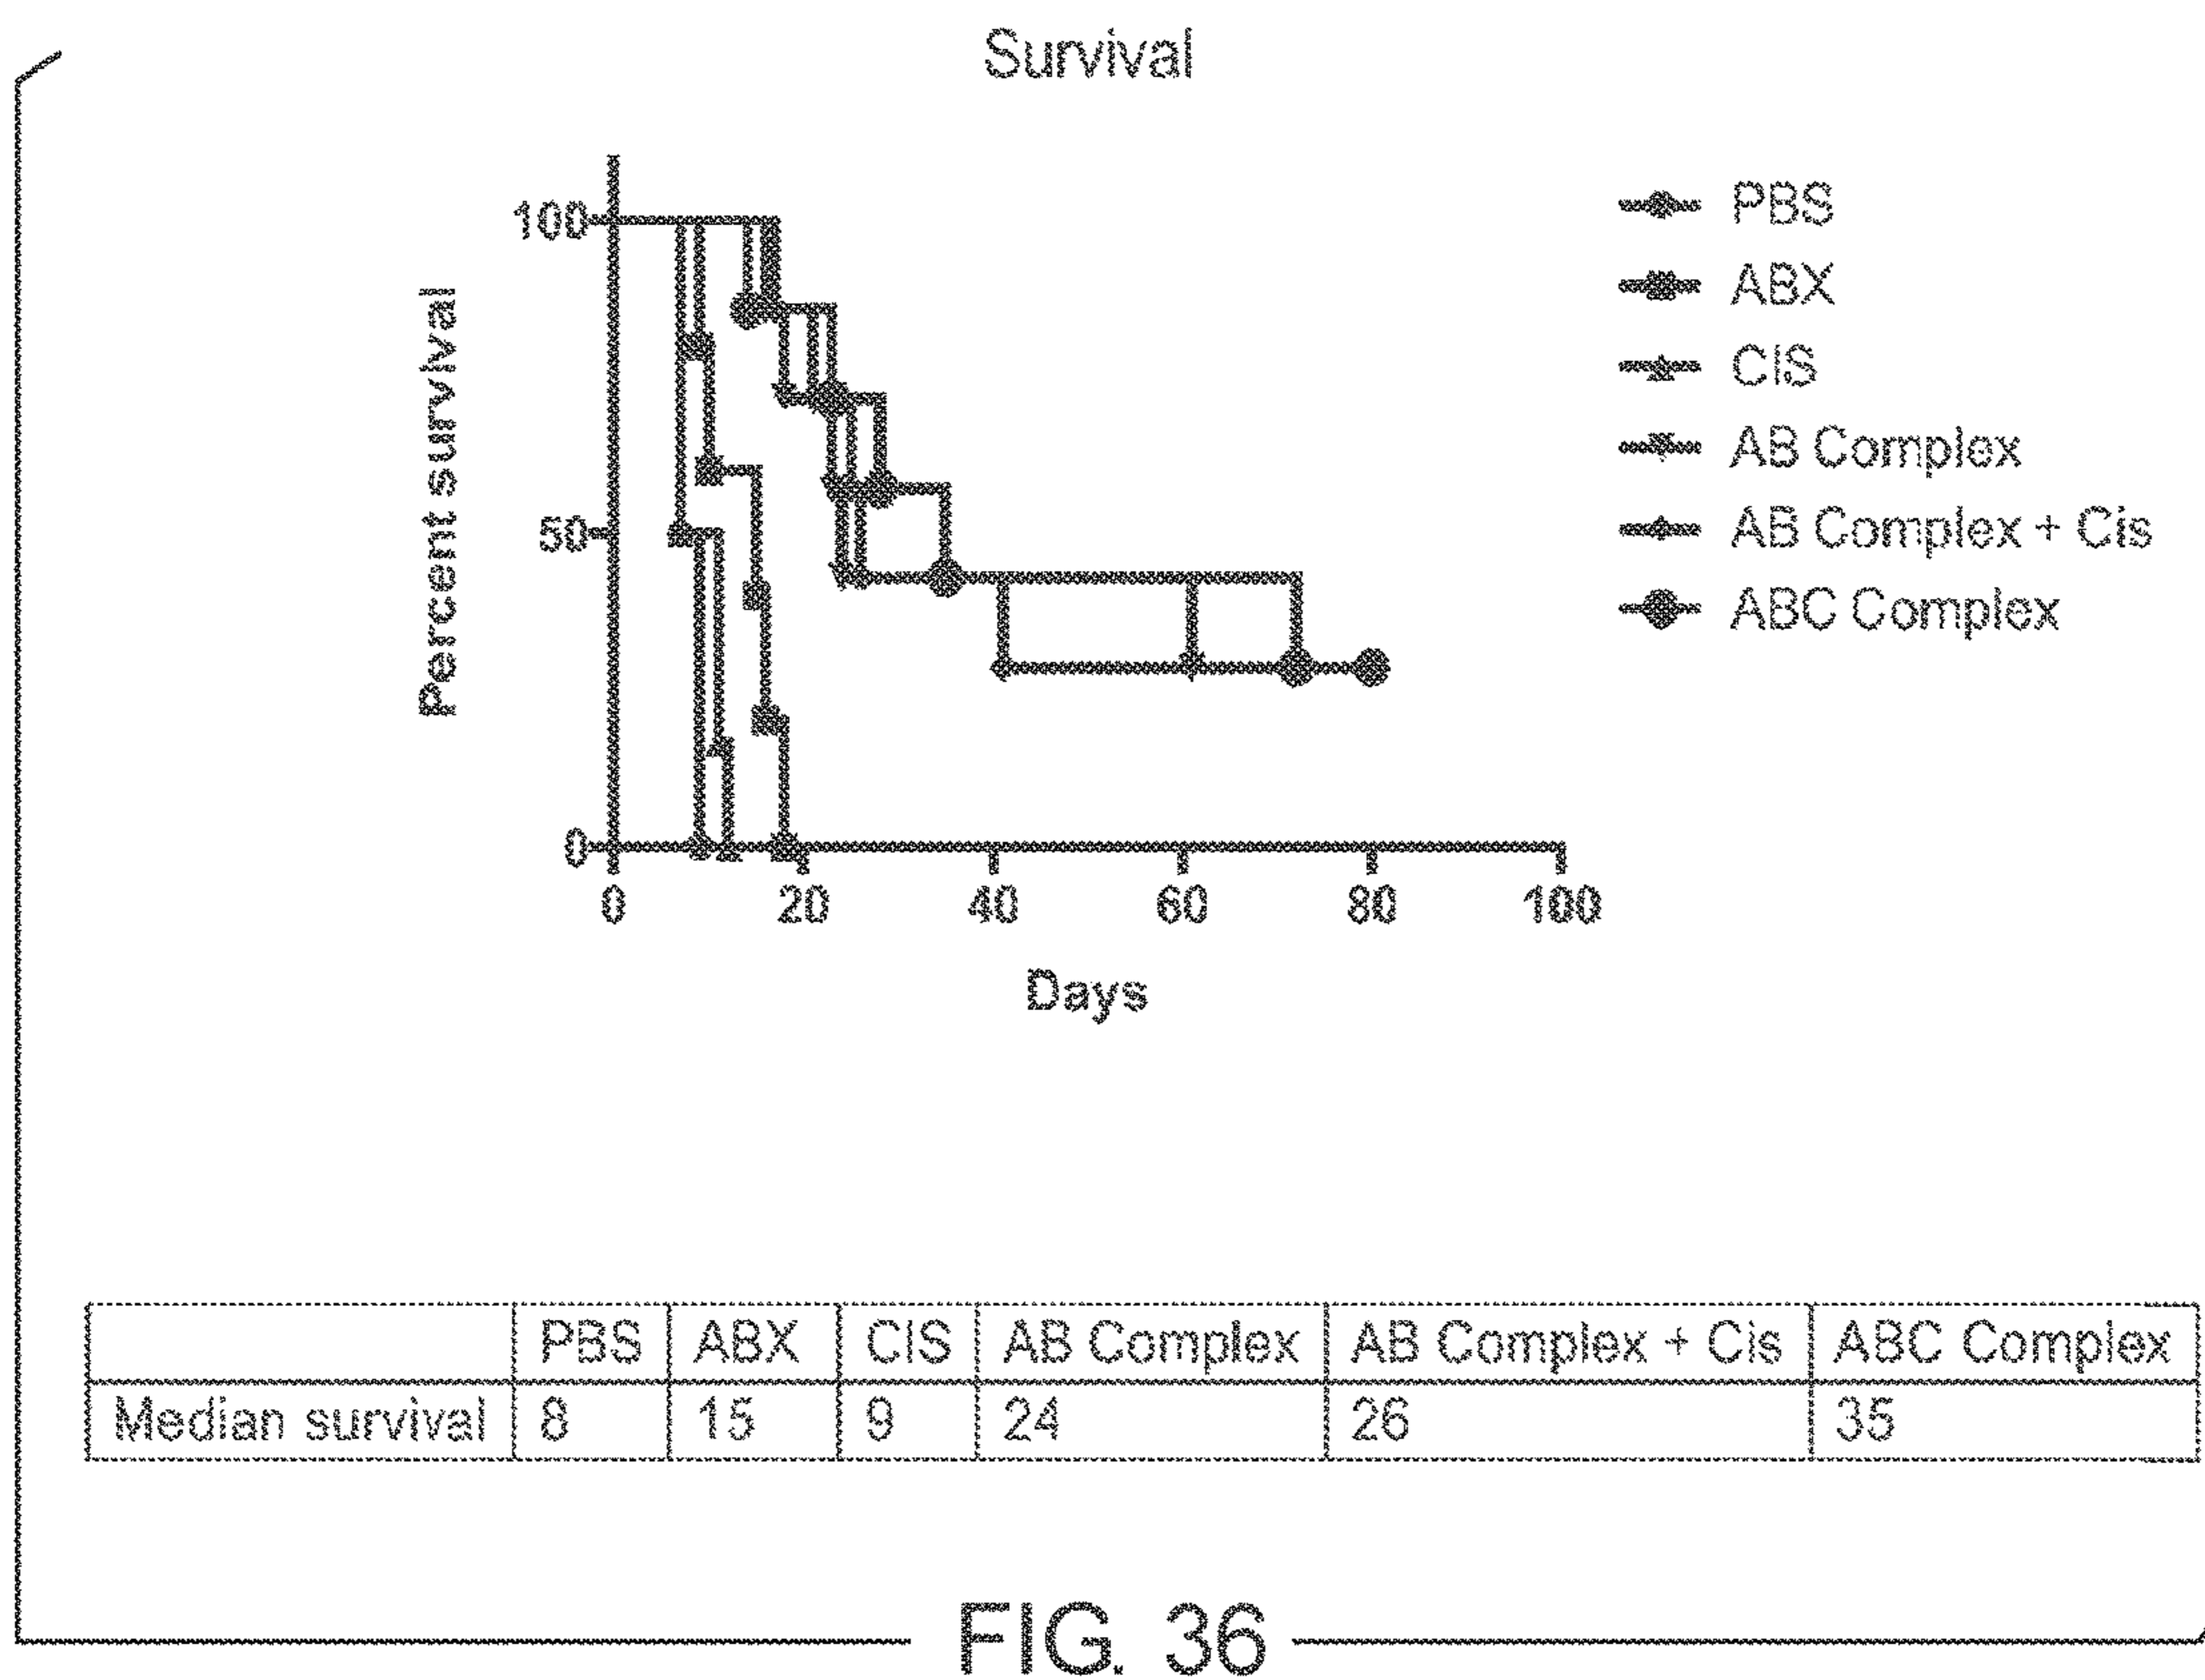 Survival
Percent survival
100
50
0
0 20 40 60 80 100
Days
PBS
ABX
CIS
AB Complex
AB Complex + Cis
ABC Complex
PBS ABX CIS AB Complex AB Complex + Cis ABC Complex
Median survival 8 15 9 24 26 35
FIG. 36